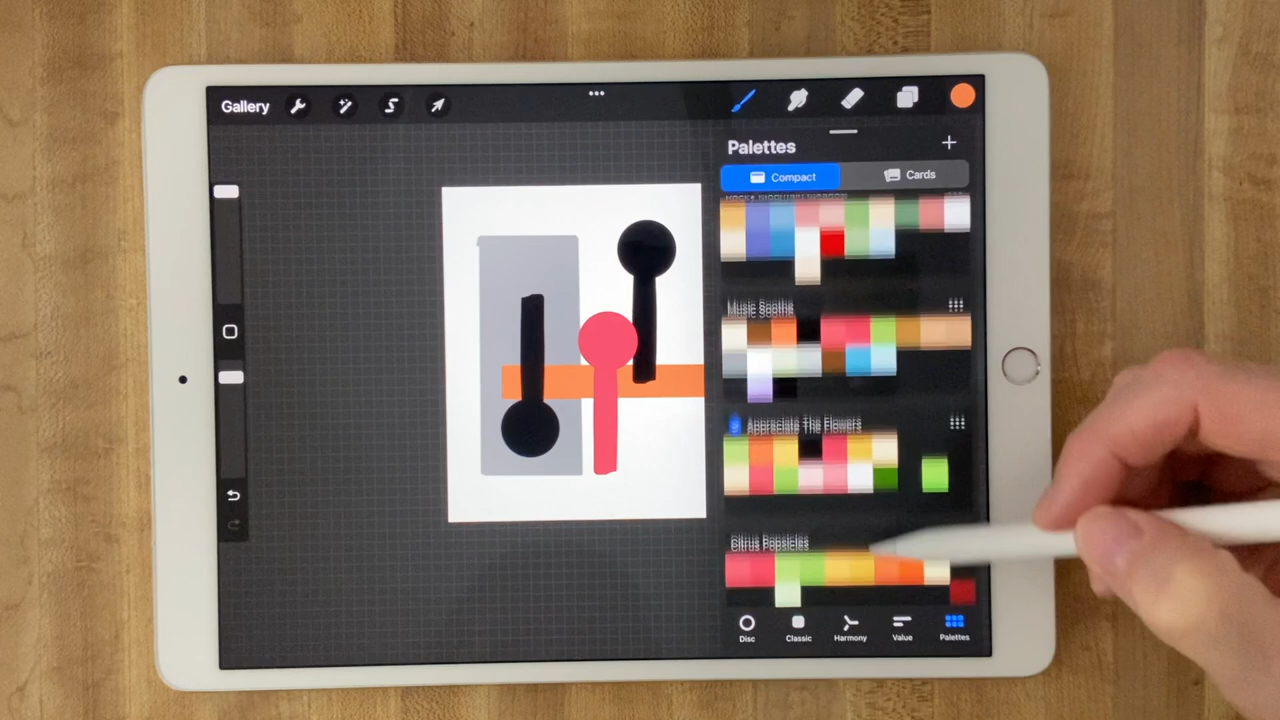 Gallery
Palettes
Compact
Cards
Music Soothe
Appreciate The Flowers
Citrus Popsicles
Disc
Classic
Harmony
Value
Palettes